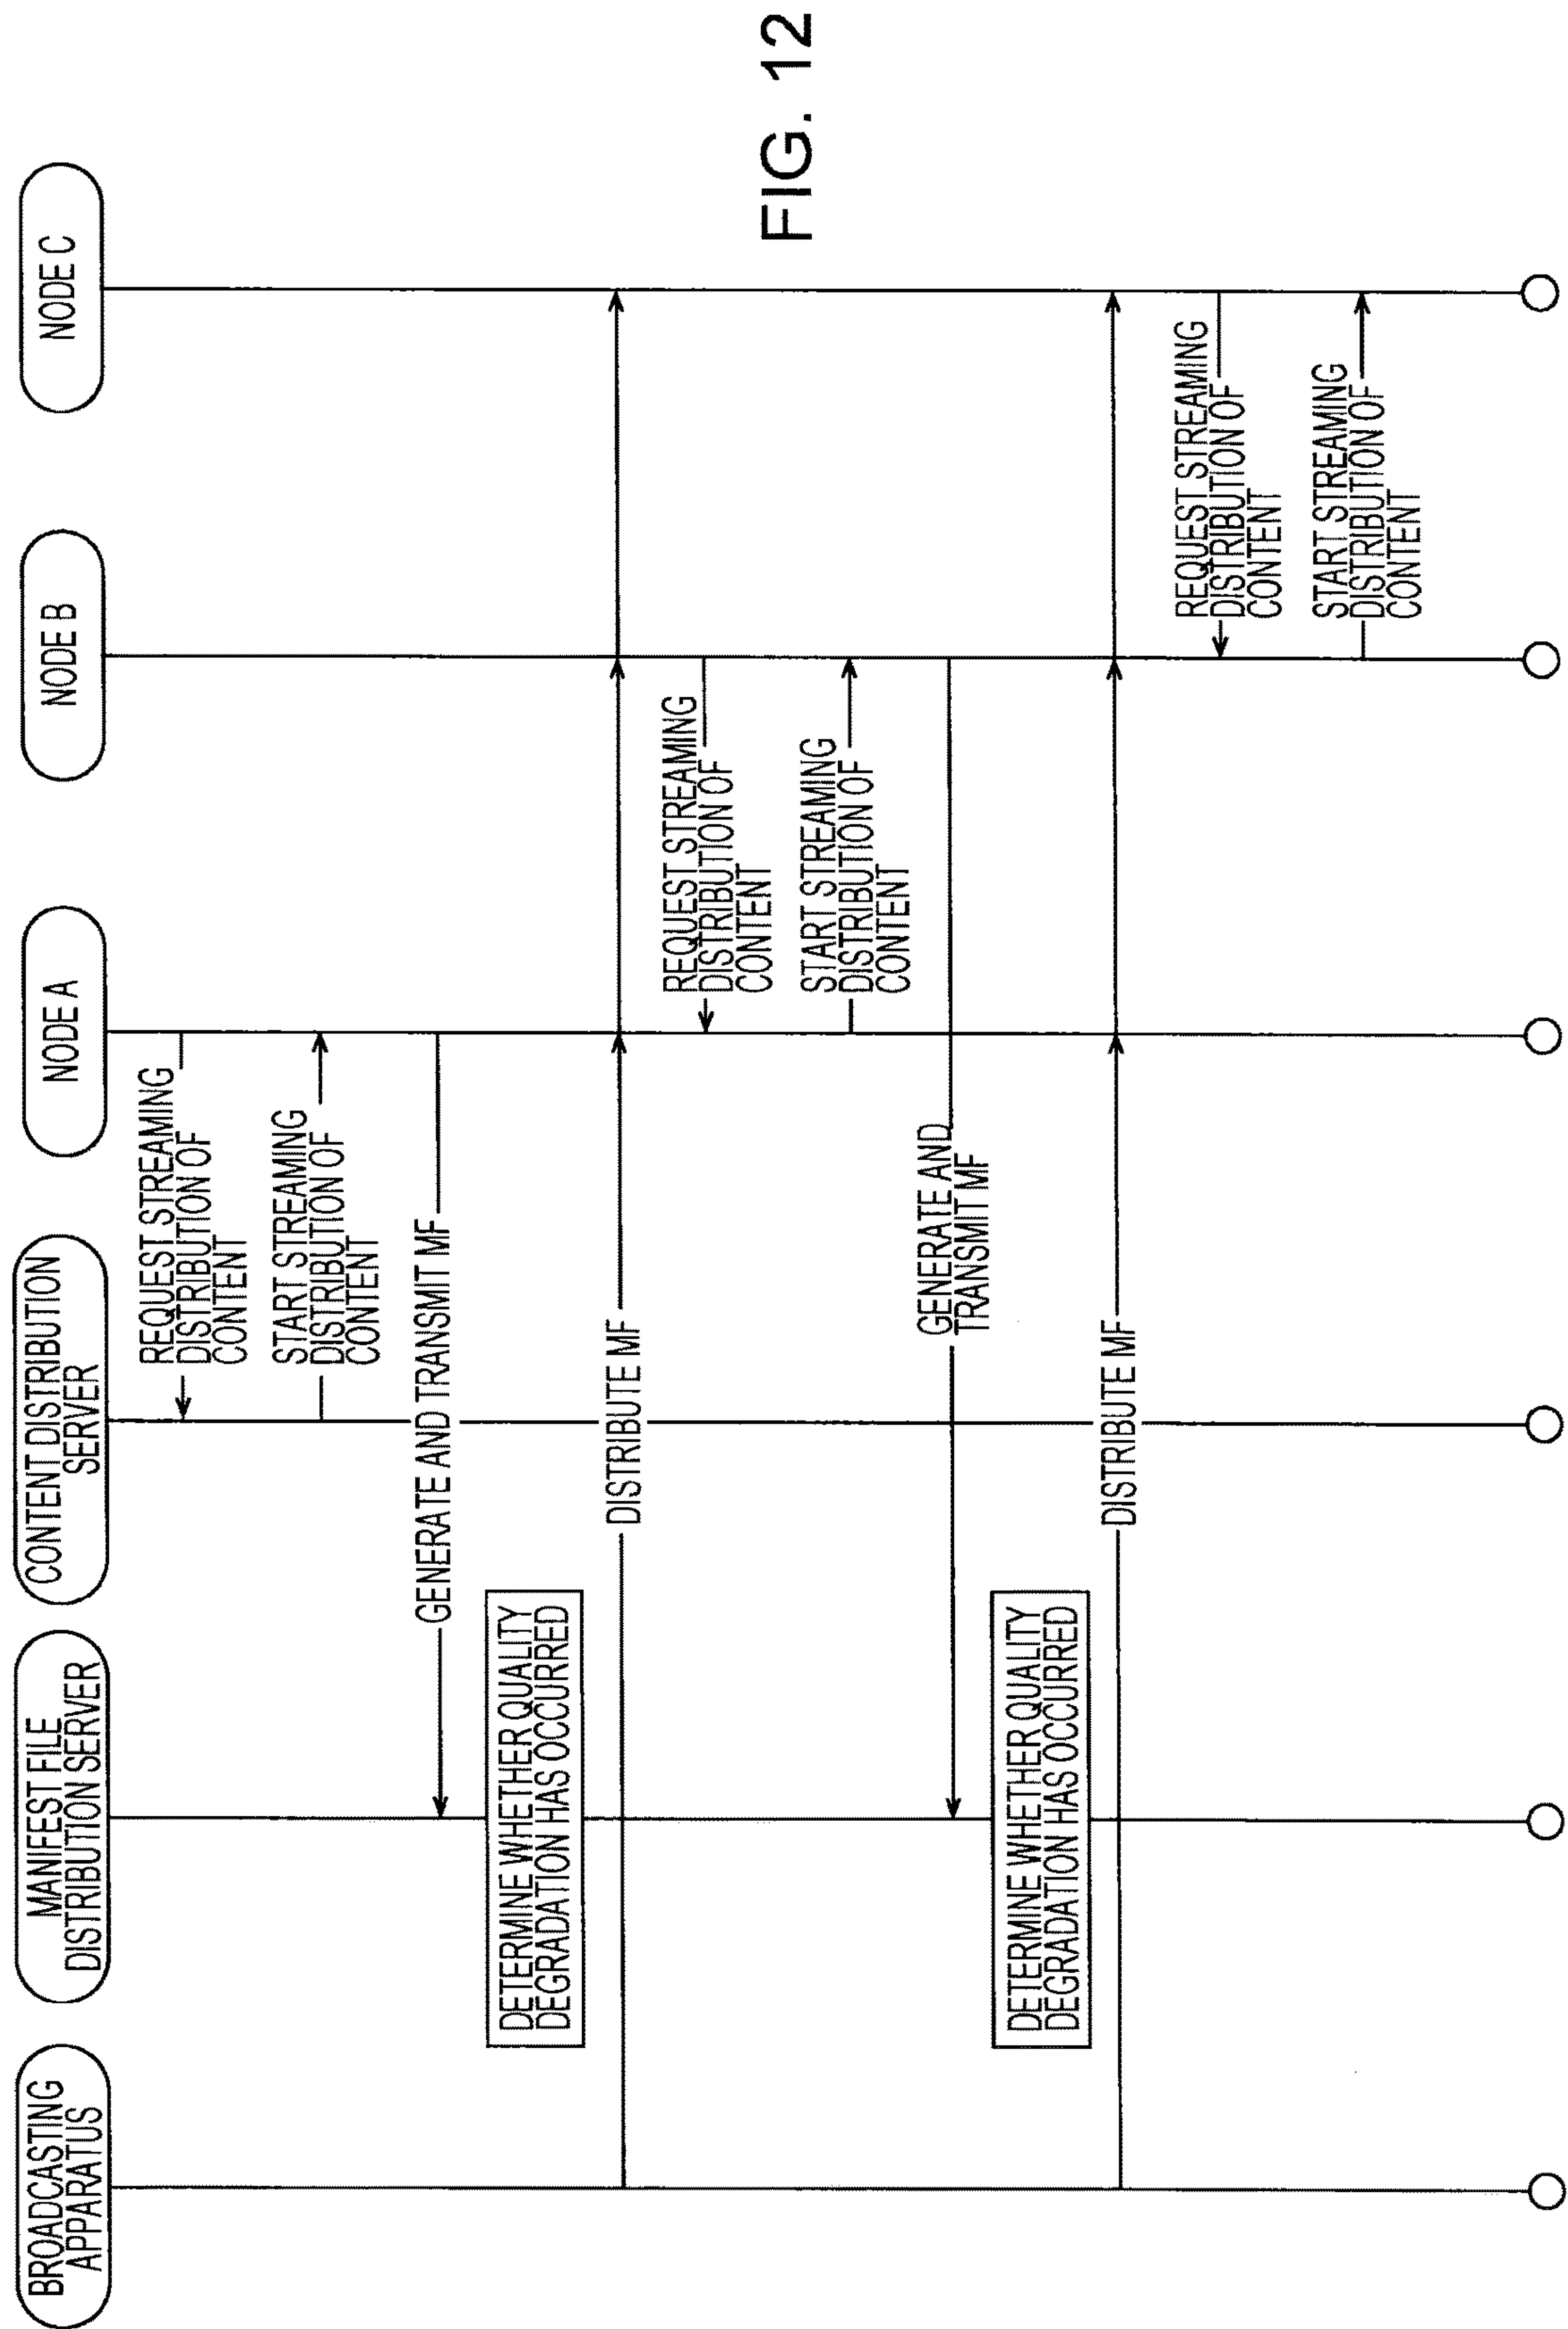 BROADCASTING
APPARATUS
MANIFEST FILE
DISTRIBUTION SERVER
CONTENT DISTRIBUTION
SERVER
NODE A
NODE B
NODE C
REQUEST STREAMING
DISTRIBUTION OF
CONTENT
START STREAMING
DISTRIBUTION OF
CONTENT
GENERATE AND TRANSMIT MF
DETERMINE WHETHER QUALITY
DEGRADATION HAS OCCURRED
DISTRIBUTE MF
REQUEST STREAMING
DISTRIBUTION OF
CONTENT
START STREAMING
DISTRIBUTION OF
CONTENT
GENERATE AND
TRANSMIT MF
DETERMINE WHETHER QUALITY
DEGRADATION HAS OCCURRED
DISTRIBUTE MF
REQUEST STREAMING
DISTRIBUTION OF
CONTENT
START STREAMING
DISTRIBUTION OF
CONTENT
FIG. 12